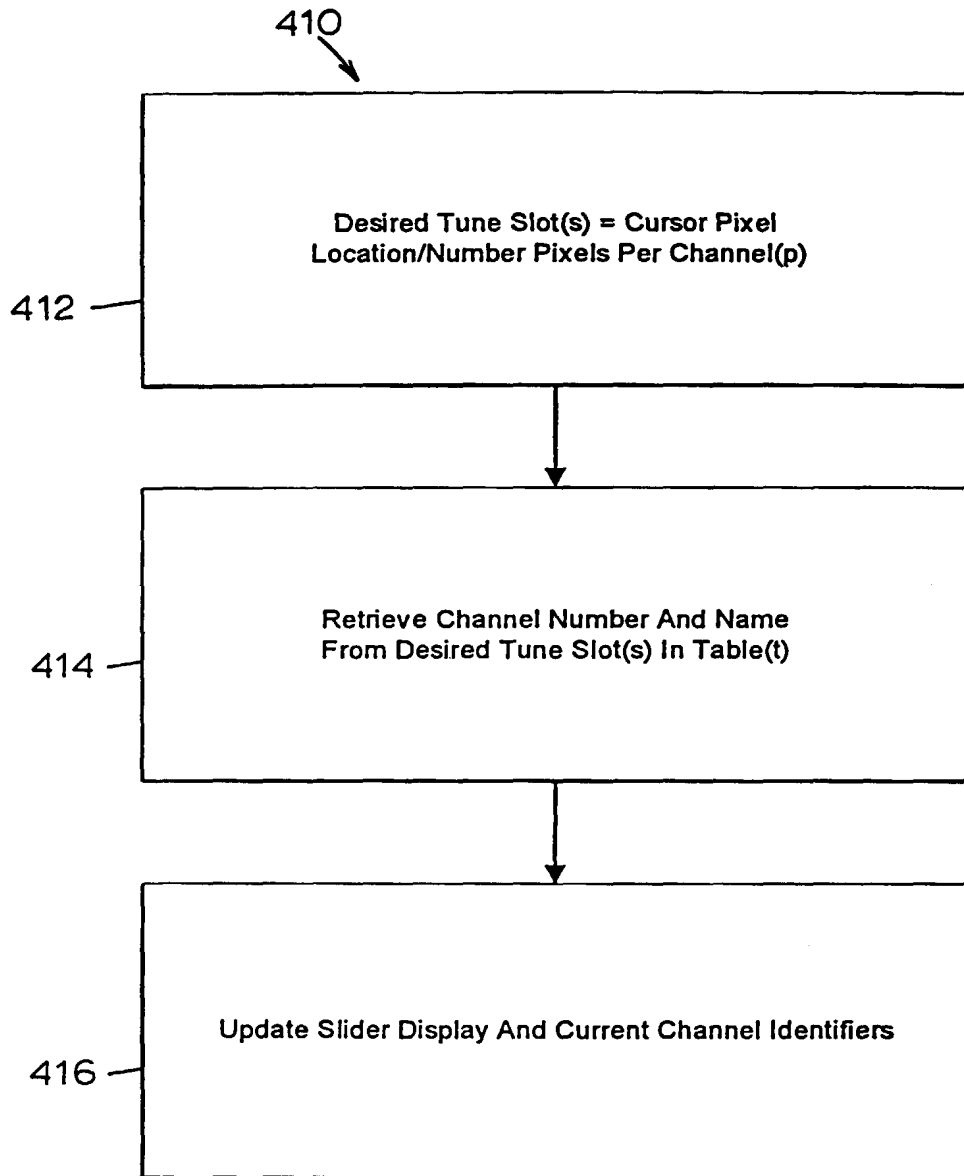 410
Desired Tune Slot(s) = Cursor Pixel
Location/Number Pixels Per Channel(p)
412
Retrieve Channel Number And Name
From Desired Tune Slot(s) In Table(t)
414
Update Slider Display And Current Channel Identifiers
416